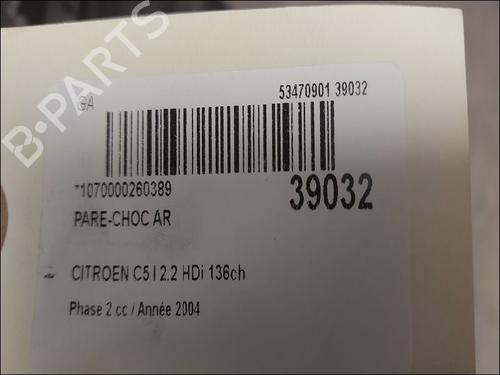 GA
53470901 39032
*1070000260389
39032
PARE-CHOC AR
CITROEN C5 I 2.2 HDi 136ch
Phase 2 cc / Année 2004
B-PARTS